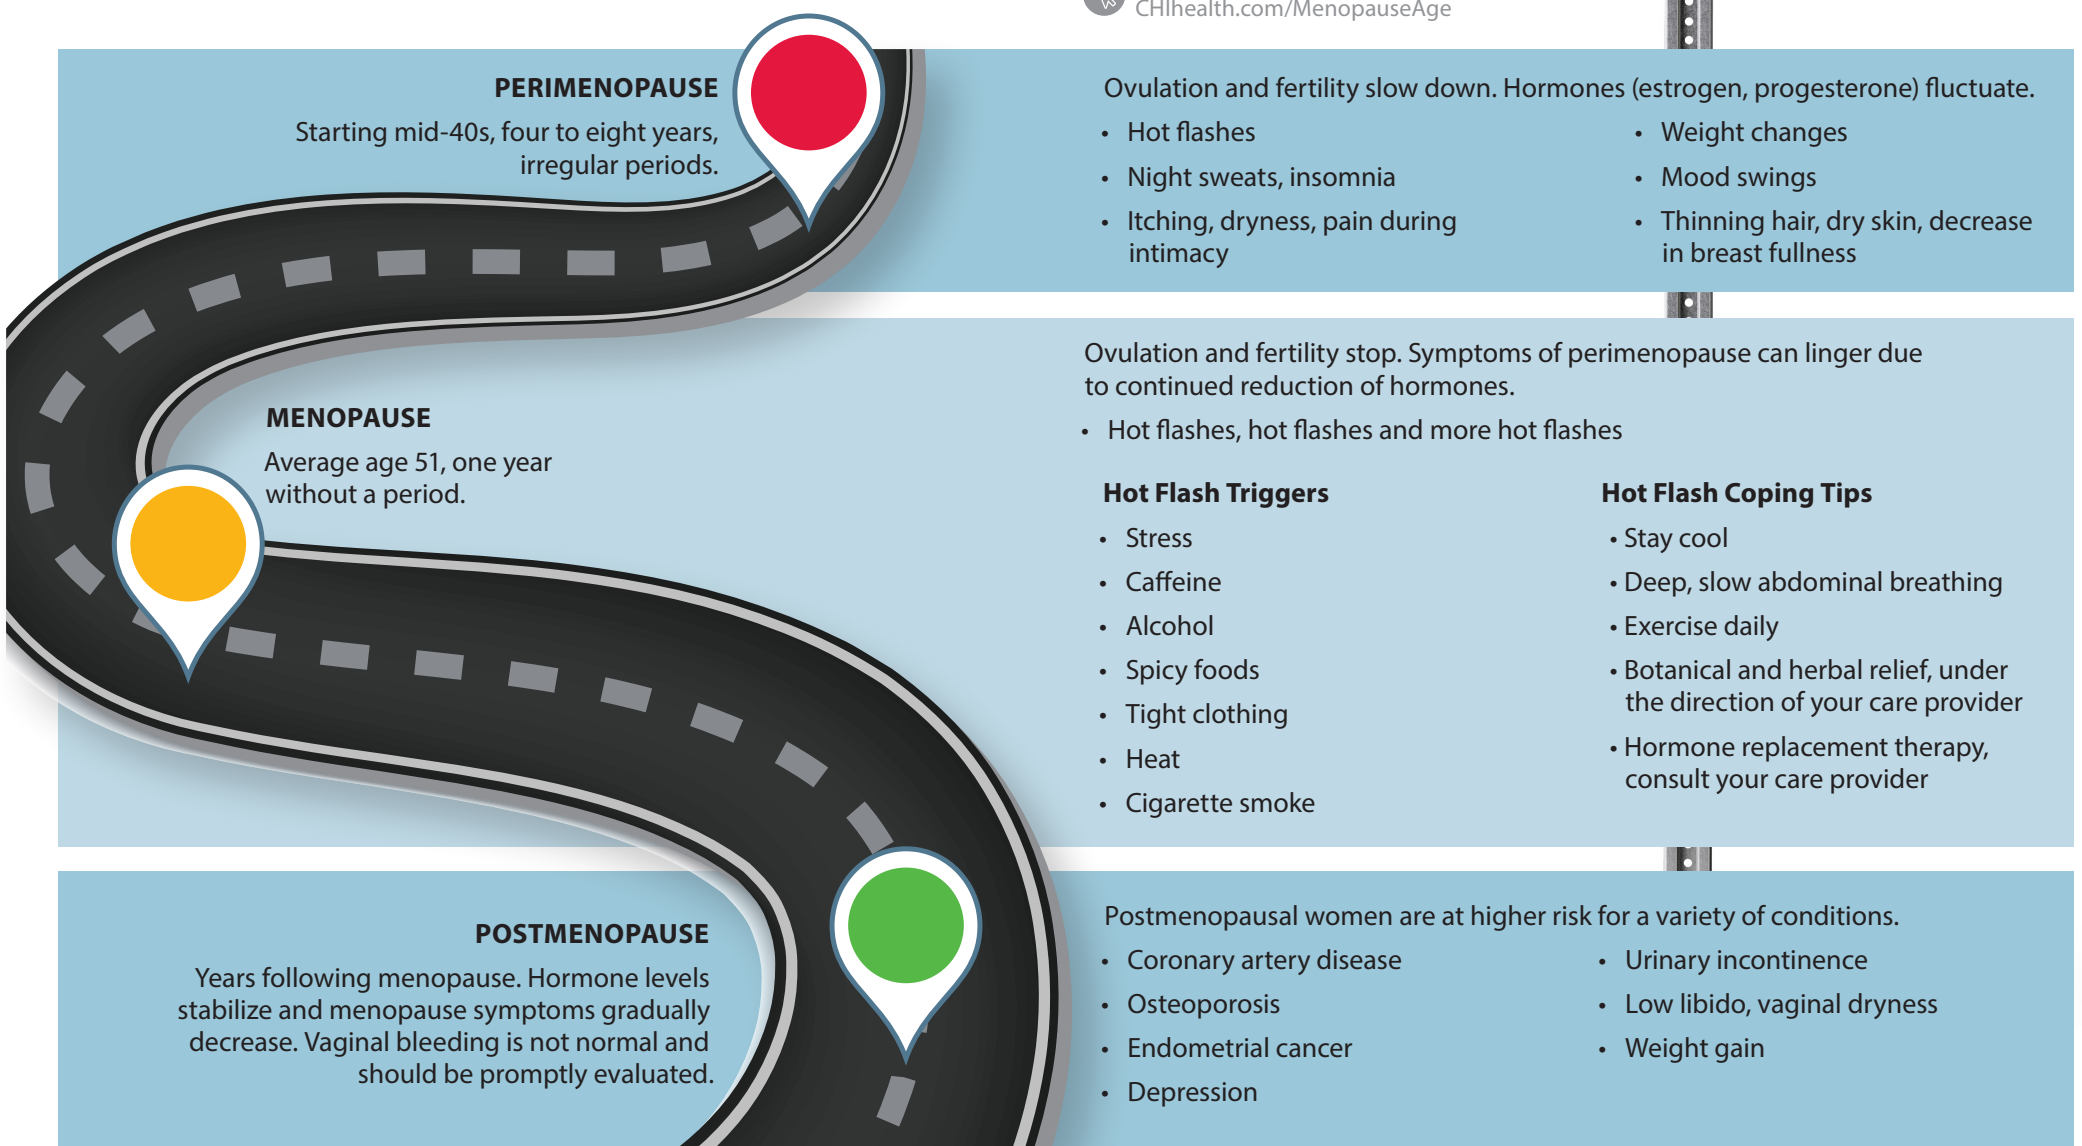 CHIhealth.com/MenopauseAge
PERIMENOPAUSE
Starting mid-40s, four to eight years,
irregular periods.
Ovulation and fertility slow down. Hormones (estrogen, progesterone) fluctuate.
• Hot flashes
• Night sweats, insomnia
• Itching, dryness, pain during
intimacy
• Weight changes
• Mood swings
• Thinning hair, dry skin, decrease
in breast fullness
MENOPAUSE
Average age 51, one year
without a period.
Ovulation and fertility stop. Symptoms of perimenopause can linger due
to continued reduction of hormones.
• Hot flashes, hot flashes and more hot flashes
Hot Flash Triggers
• Stress
• Caffeine
• Alcohol
• Spicy foods
• Tight clothing
• Heat
• Cigarette smoke
Hot Flash Coping Tips
• Stay cool
• Deep, slow abdominal breathing
• Exercise daily
• Botanical and herbal relief, under
the direction of your care provider
• Hormone replacement therapy,
consult your care provider
POSTMENOPAUSE
Years following menopause. Hormone levels
stabilize and menopause symptoms gradually
decrease. Vaginal bleeding is not normal and
should be promptly evaluated.
Postmenopausal women are at higher risk for a variety of conditions.
• Coronary artery disease
• Osteoporosis
• Endometrial cancer
• Depression
• Urinary incontinence
• Low libido, vaginal dryness
• Weight gain